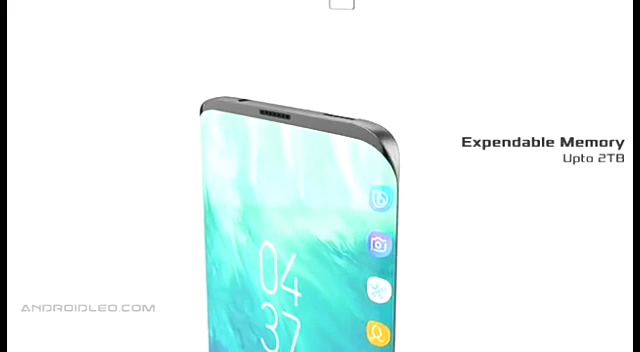 Expendable Memory
Upto 2TB
04
37
ANDROIDLEO.COM